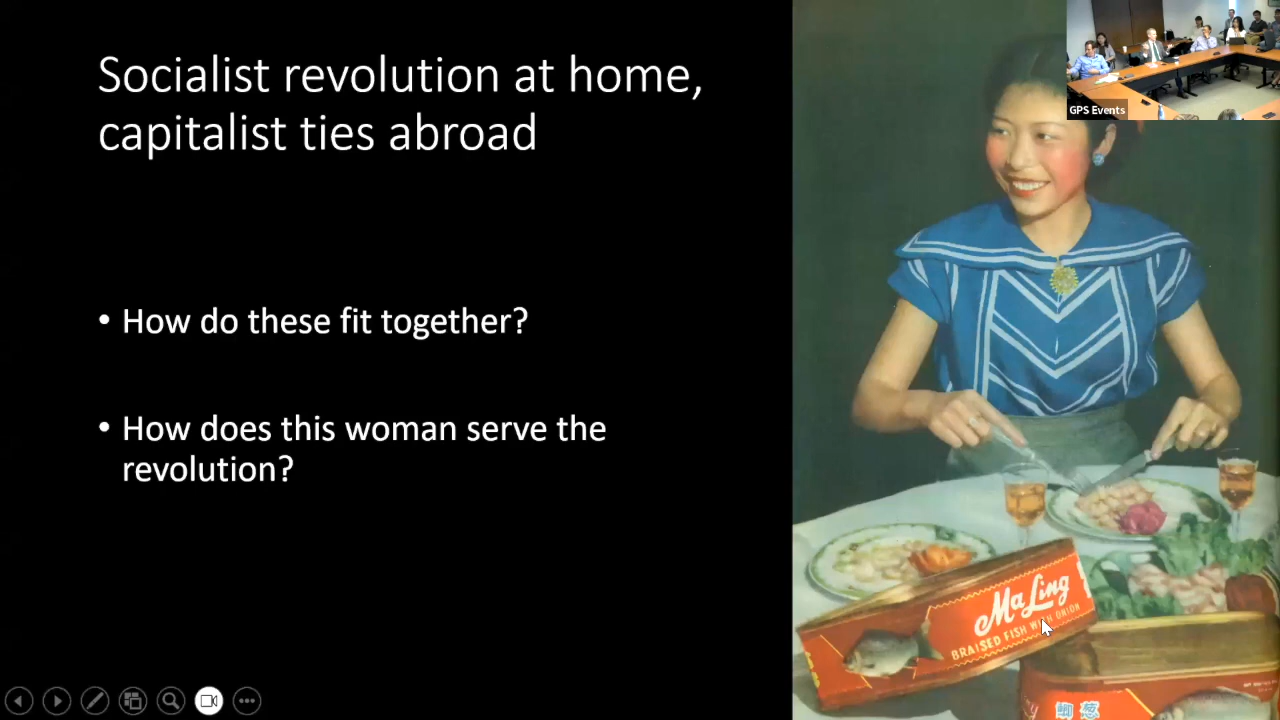 Socialist revolution at home,
capitalist ties abroad
• How do these fit together?
• How does this woman serve the
revolution?
GPS Events
Ma Ling
BRAISED FISH WITH ONION
葱